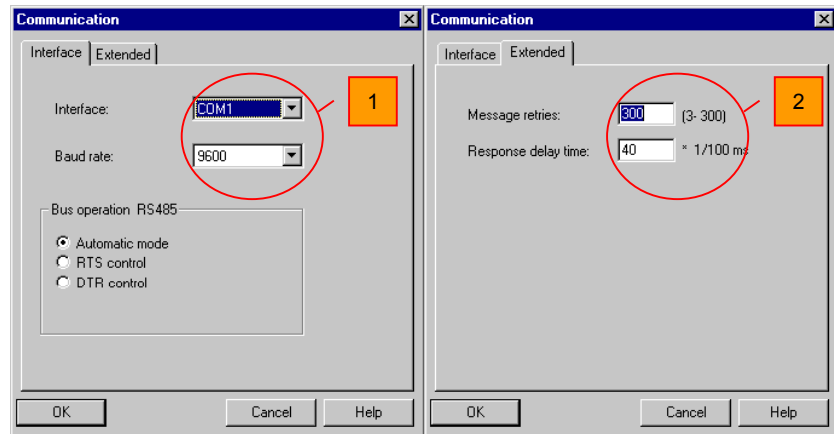 Communication
Interface Extended
Interface: COM1
Baud rate: 9600
Bus operation RS485
Automatic mode
RTS control
DTR control
OK Cancel Help
1
Communication
Interface Extended
Message retries: 300 (3- 300)
Response delay time: 40 * 1/100 ms
OK Cancel Help
2